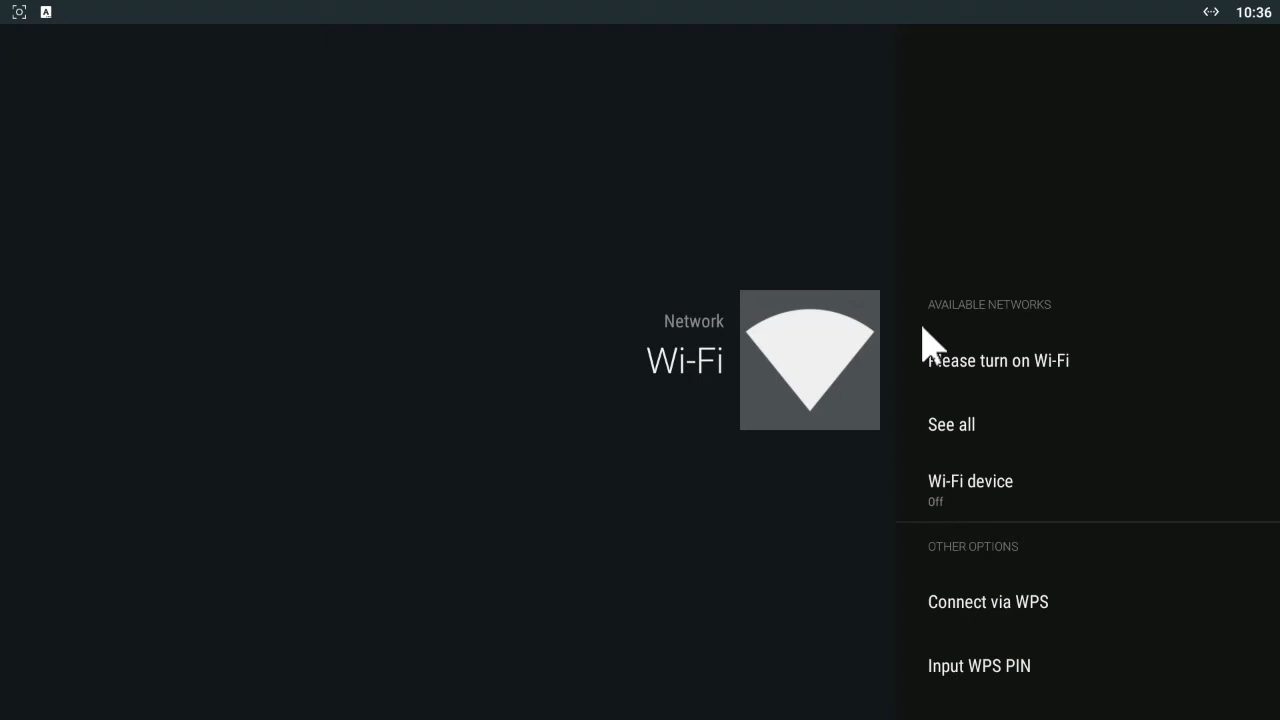 A
10:36
Network
Wi-Fi
AVAILABLE NETWORKS
Please turn on Wi-Fi
See all
Wi-Fi device
Off
OTHER OPTIONS
Connect via WPS
Input WPS PIN